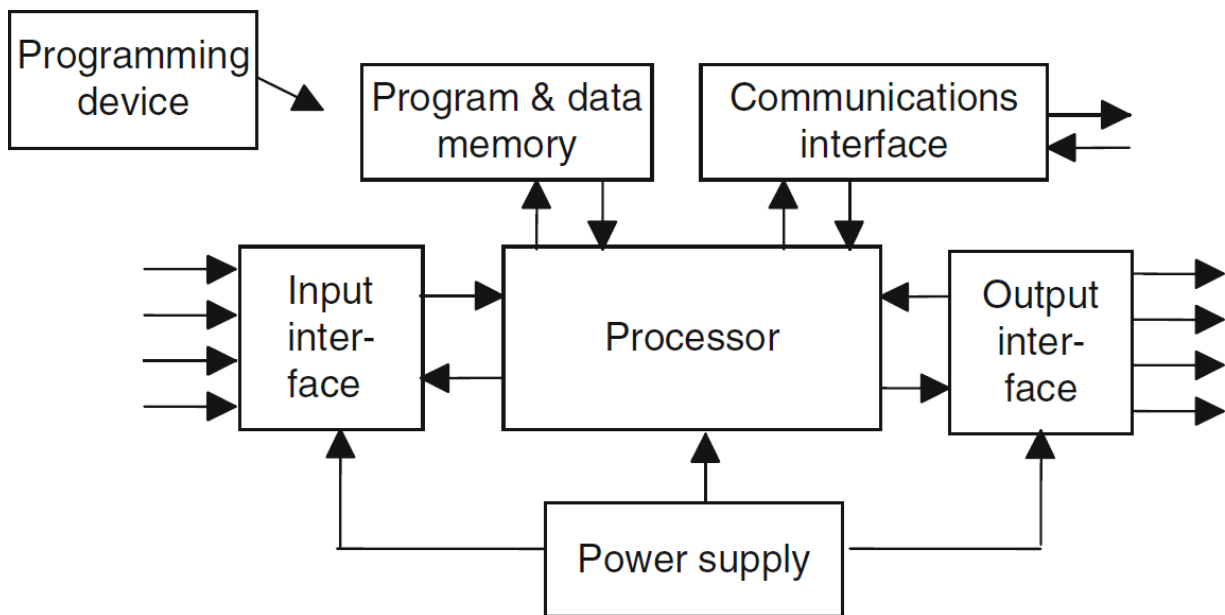 Programming
device
Program & data
memory
Communications
interface
Input
inter-
face
Processor
Output
inter-
face
Power supply